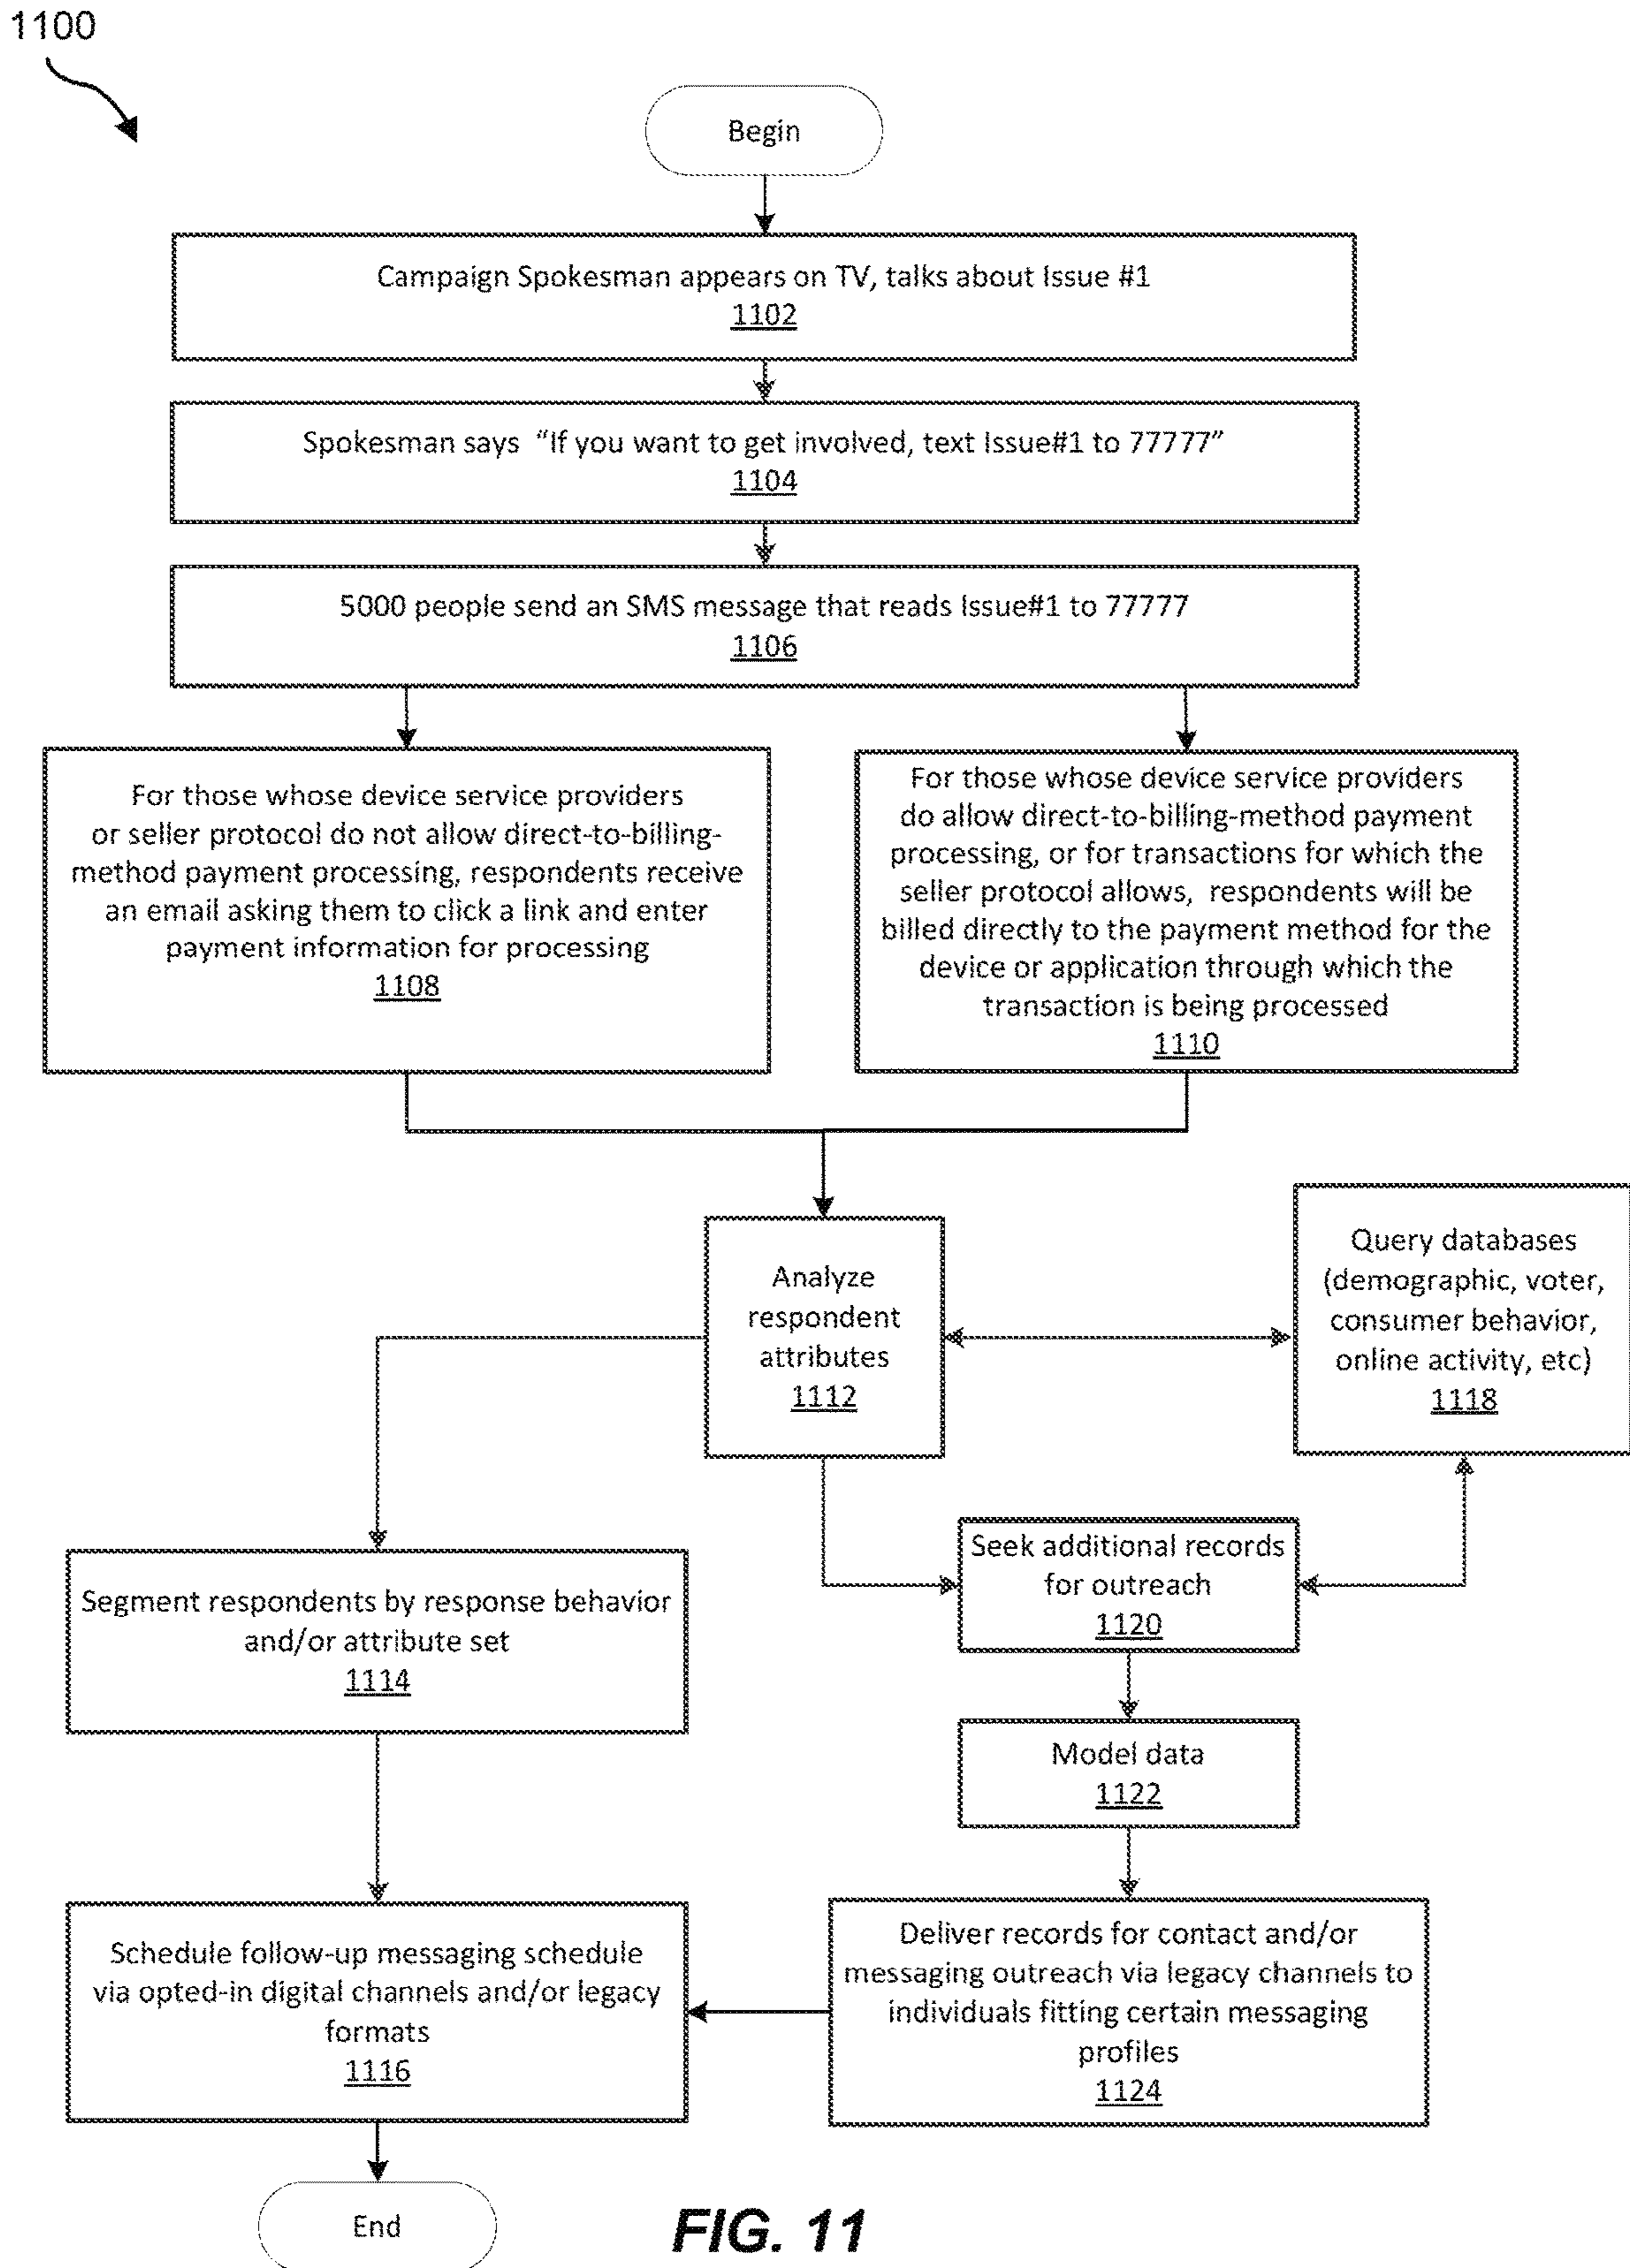 1100
Begin
Campaign Spokesman appears on TV, talks about Issue #1
1102
Spokesman says “If you want to get involved, text Issue#1 to 77777”
1104
5000 people send an SMS message that reads Issue#1 to 77777
1106
For those whose device service providers
or seller protocol do not allow direct-to-billing-
method payment processing, respondents receive
an email asking them to click a link and enter
payment information for processing
1108
For those whose device service providers
do allow direct-to-billing-method payment
processing, or for transactions for which the
seller protocol allows, respondents will be
billed directly to the payment method for the
device or application through which the
transaction is being processed
1110
Analyze
respondent
attributes
1112
Query databases
(demographic, voter,
consumer behavior,
online activity, etc)
1118
Seek additional records
for outreach
1120
Segment respondents by response behavior
and/or attribute set
1114
Model data
1122
Schedule follow-up messaging schedule
via opted-in digital channels and/or legacy
formats
1116
Deliver records for contact and/or
messaging outreach via legacy channels to
individuals fitting certain messaging
profiles
1124
End
FIG. 11